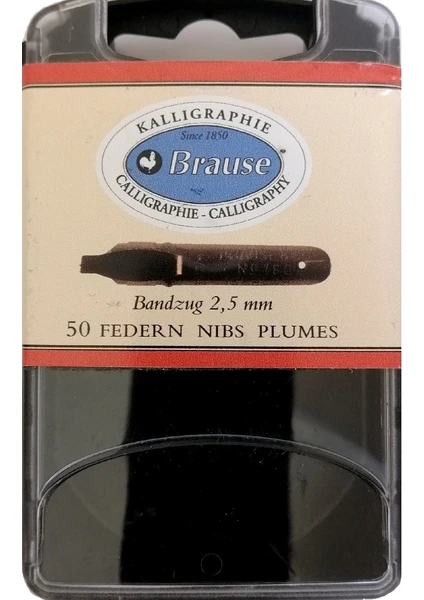 KALLIGRAPHIE
Since 1850
Brause
CALLIGRAPHIE - CALLIGRAPHY
Bandzug 2,5 mm
50 FEDERN NIBS PLUMES